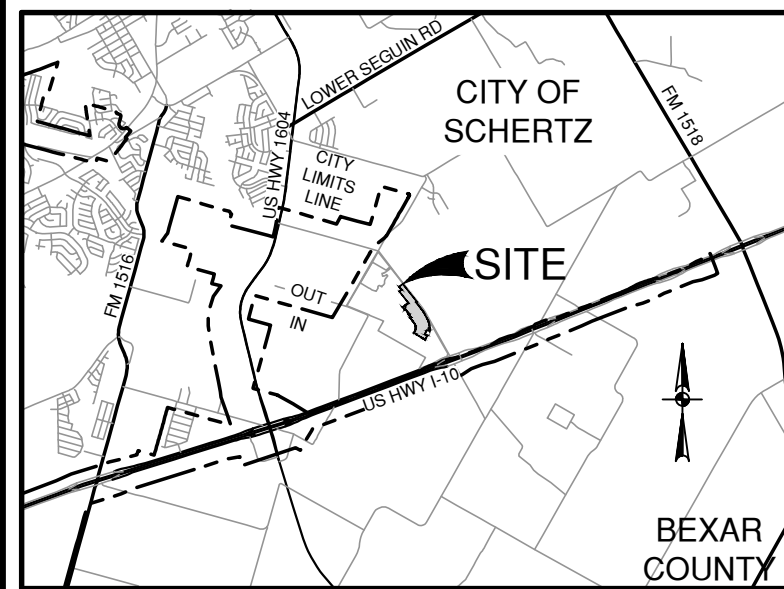 LOWER SEGUIN RD
CITY OF
SCHERTZ
FM 1518
US HWY 1604
CITY
LIMITS
LINE
FM 1516
SITE
OUT
IN
US HWY I-10
BEXAR
COUNTY